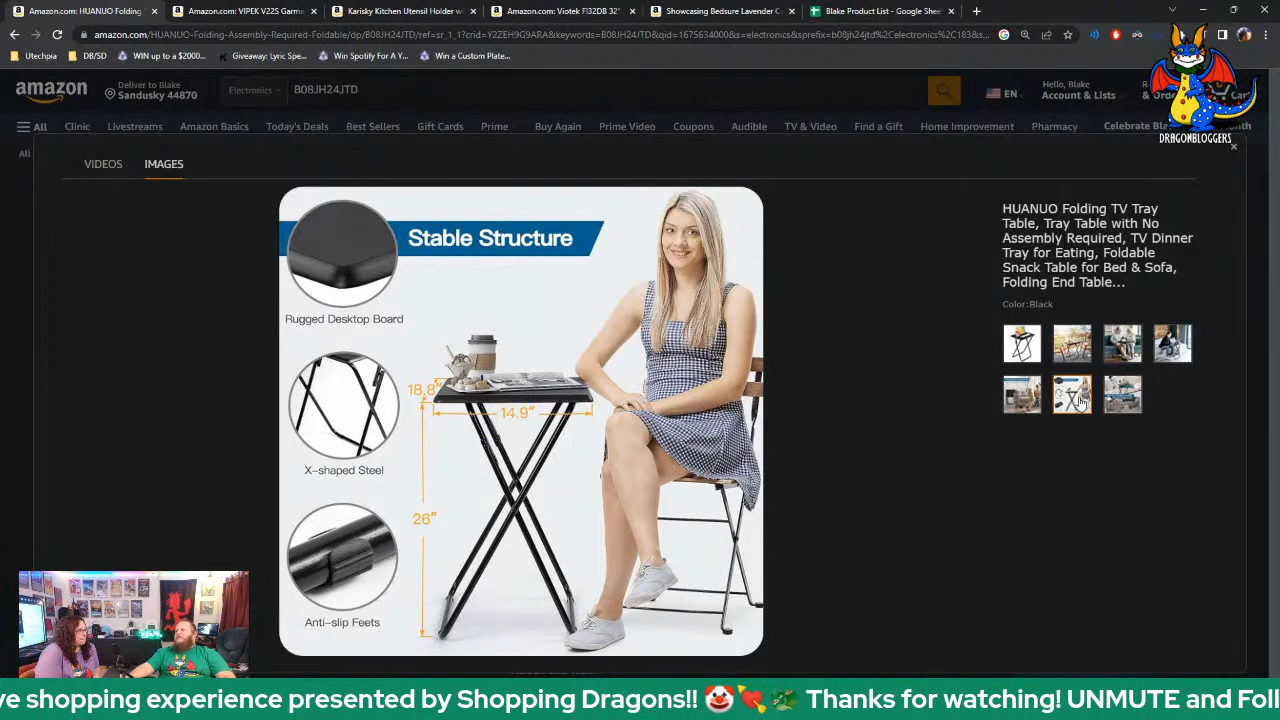 Amazon.com: HUANUO Folding
Amazon.com: VIPEK V22S Garme
Karisky Kitchen Utensil Holder w
Amazon.com: Viotek FI32DB 32"
Showcasing Bedsure Lavender C
Blake Product List - Google Shee
amazon.com/HUANUO-Folding-Assembly-Required-Foldable/dp/B08JH24JTD/ref=sr_1_1?crid=Y2ZEH9G9ARA&keywords=B08JH24JTD&qid=1675634000&s=electronics&sprefix=b08jh24jtd%2Celectronics%2C183&s...
Utechpia
DB/SD
WIN up to a $2000...
Giveaway: Lyric Spe...
Win Spotify For A Y...
Win a Custom Plate...
amazon
Deliver to Blake
Sandusky 44870
Electronics
B08JH24JTD
EN
Hello, Blake
Account & Lists
& Orde
Cart
All
Clinic
Livestreams
Amazon Basics
Today's Deals
Best Sellers
Gift Cards
Prime
Buy Again
Prime Video
Coupons
Audible
TV & Video
Find a Gift
Home Improvement
Pharmacy
DRAGONBLOGGERS
All
VIDEOS
IMAGES
Stable Structure
Rugged Desktop Board
X-shaped Steel
Anti-slip Feets
18.8"
14.9"
26"
HUANUO Folding TV Tray
Table, Tray Table with No
Assembly Required, TV Dinner
Tray for Eating, Foldable
Snack Table for Bed & Sofa,
Folding End Table...
Color:Black
ve shopping experience presented by Shopping Dragons!! 🤡💘🐉 Thanks for watching! UNMUTE and Foll